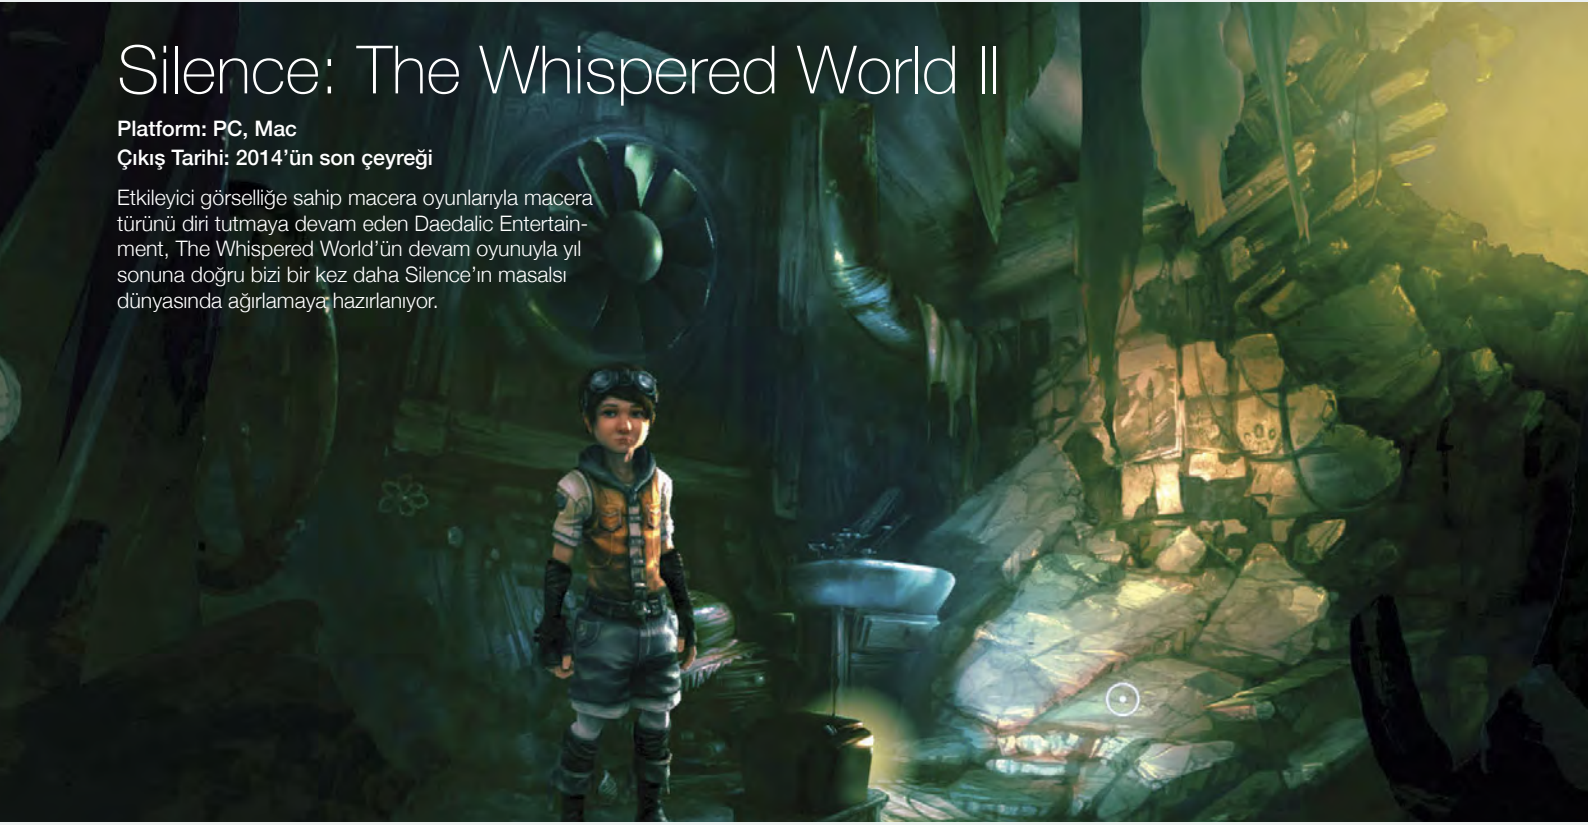 Silence: The Whispered World II
Platform: PC, Mac
Çıkış Tarihi: 2014’ün son çeyreği
Etkileyici görselliğe sahip macera oyunlarıyla macera
türünü diri tutmaya devam eden Daedalic Entertain-
ment, The Whispered World’ün devam oyunuyla yıl
sonuna doğru bizi bir kez daha Silence’ın masalsı
dünyasında ağırlamaya hazırlanıyor.